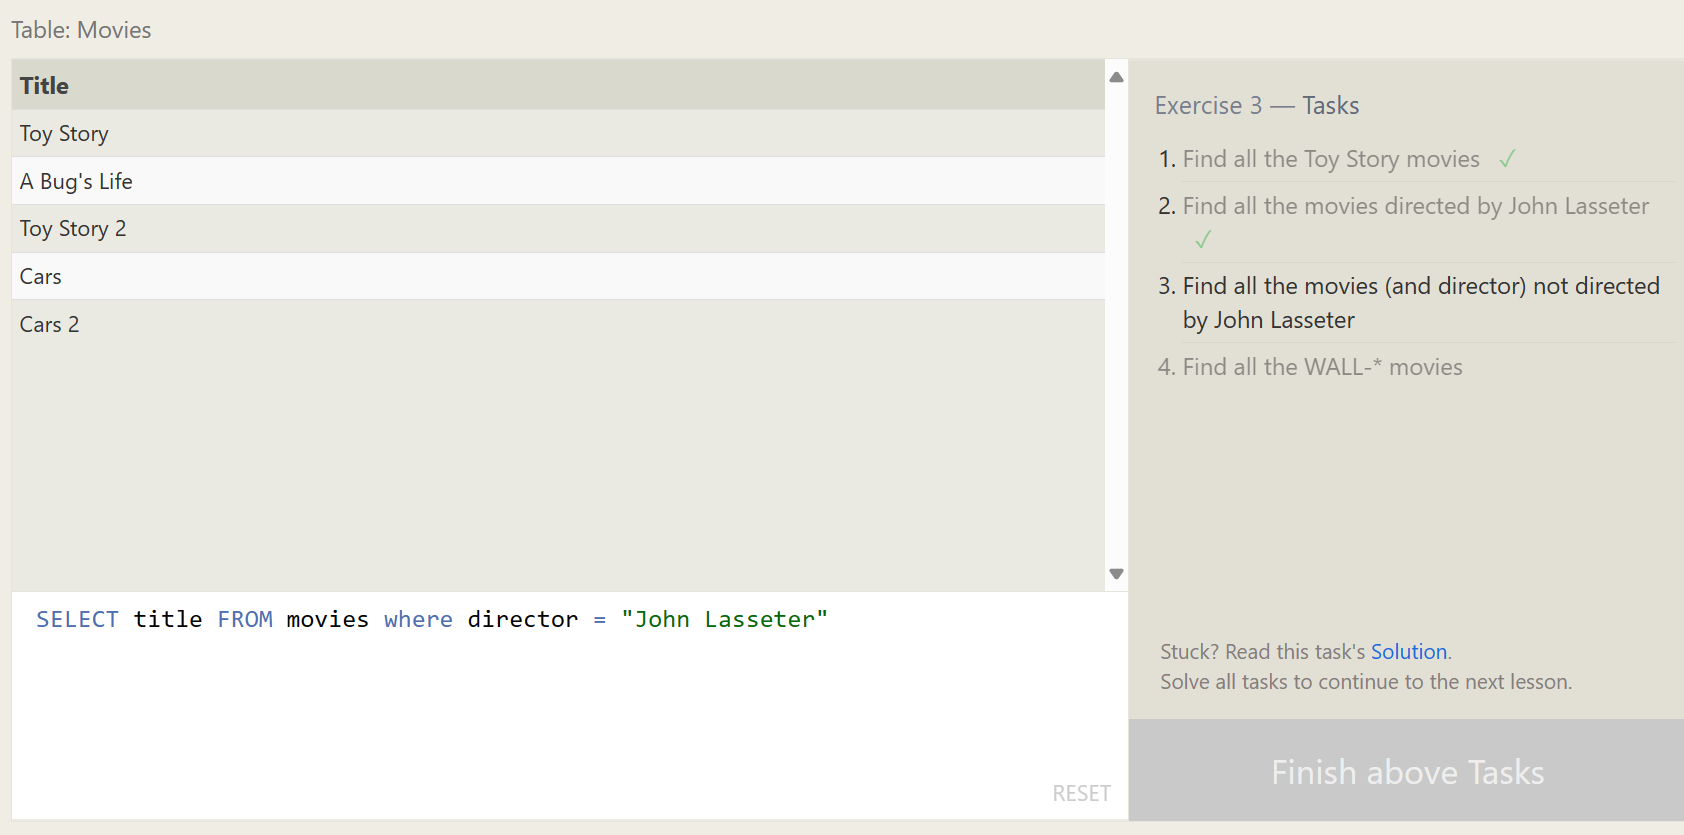 Table: Movies
Title
Toy Story
A Bug's Life
Toy Story 2
Cars
Cars 2
SELECT title FROM movies where director = "John Lasseter"
RESET
Exercise 3 — Tasks
1. Find all the Toy Story movies ✓
2. Find all the movies directed by John Lasseter
✓
3. Find all the movies (and director) not directed
by John Lasseter
4. Find all the WALL-* movies
Stuck? Read this task's Solution.
Solve all tasks to continue to the next lesson.
Finish above Tasks